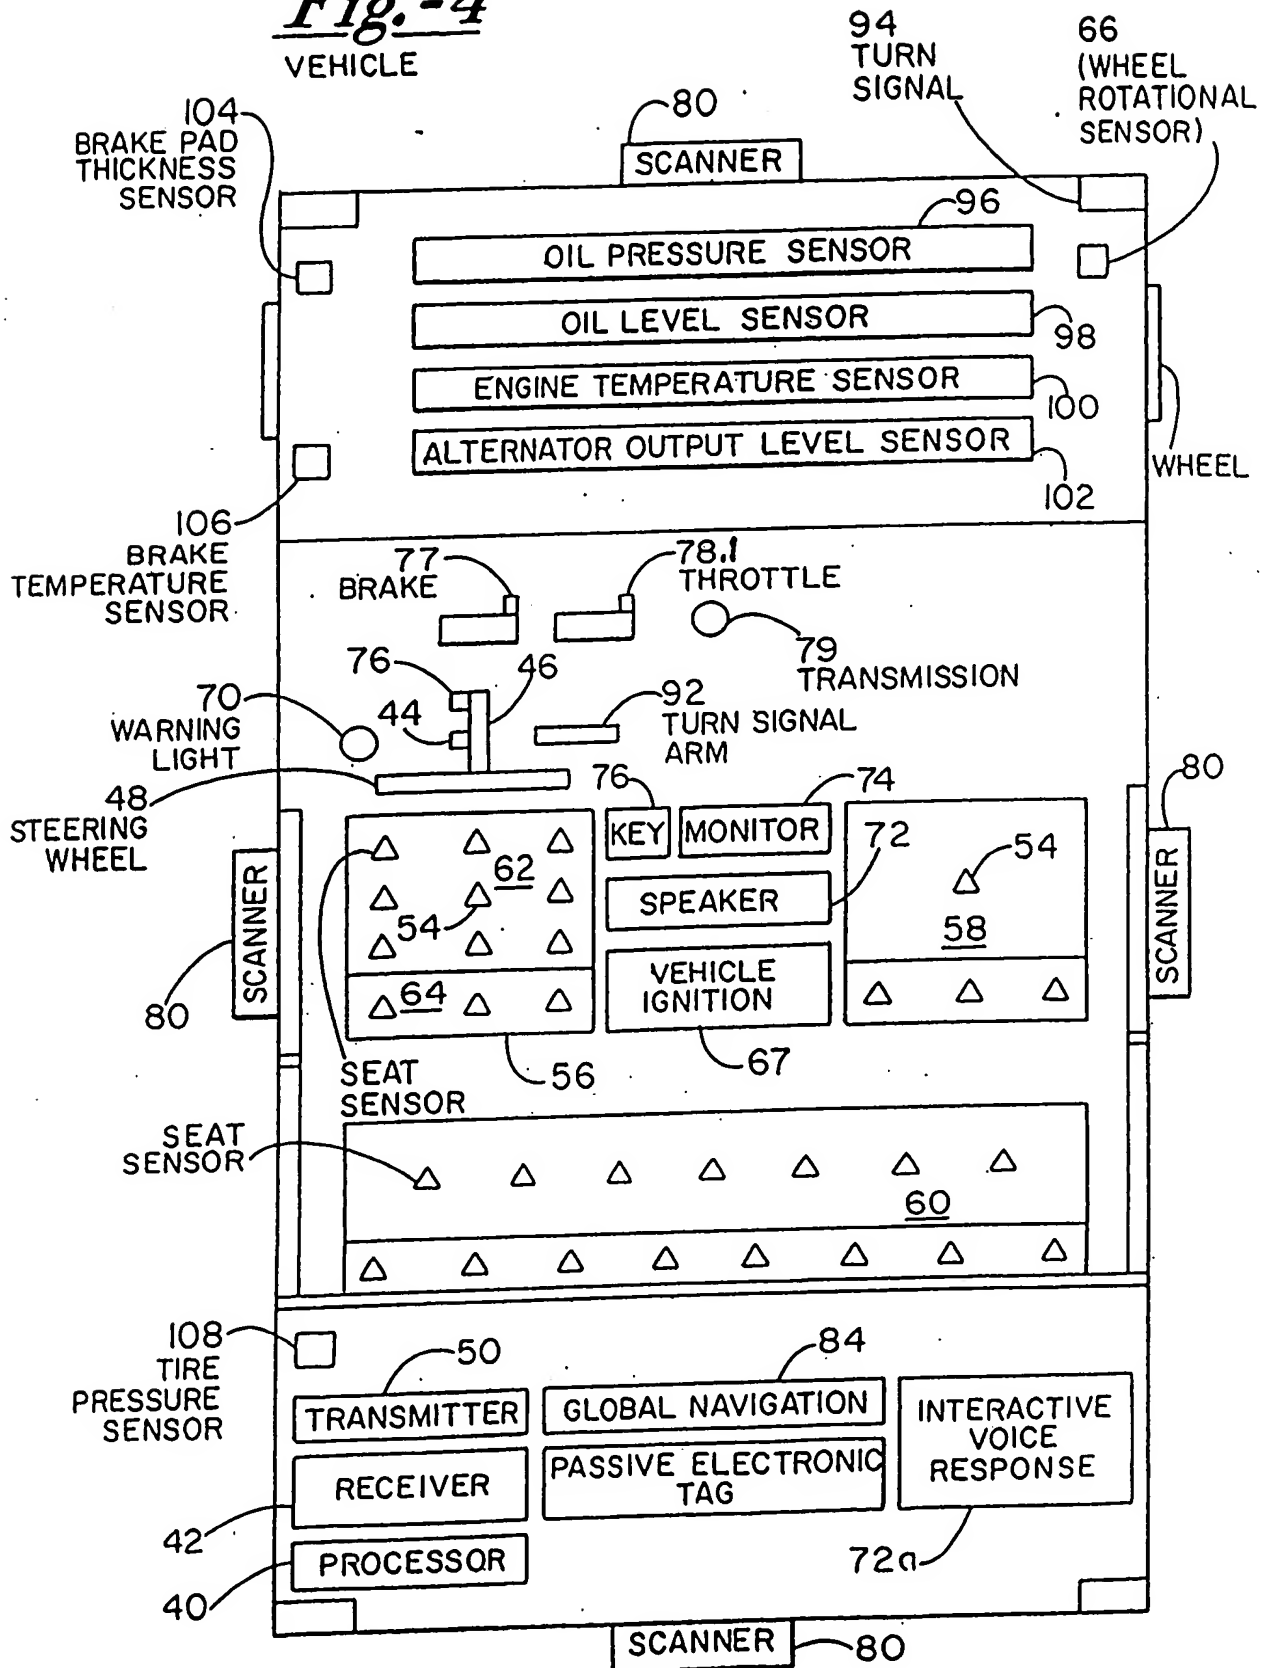 Fig.-4
VEHICLE
94
TURN
SIGNAL
66
(WHEEL
ROTATIONAL
SENSOR)
104
BRAKE PAD
THICKNESS
SENSOR
80
SCANNER
96
OIL PRESSURE SENSOR
OIL LEVEL SENSOR
98
ENGINE TEMPERATURE SENSOR
100
ALTERNATOR OUTPUT LEVEL SENSOR
102
WHEEL
106
BRAKE
TEMPERATURE
SENSOR
77
BRAKE
78.1
THROTTLE
79
TRANSMISSION
76
46
70
WARNING
LIGHT
44
92
TURN SIGNAL
ARM
48
STEERING
WHEEL
76
74
80
KEY
MONITOR
72
62
54
54
SPEAKER
58
SCANNER
SCANNER
64
VEHICLE
IGNITION
80
SEAT
SENSOR
56
67
SEAT
SENSOR
60
108
TIRE
PRESSURE
SENSOR
50
84
TRANSMITTER
GLOBAL NAVIGATION
INTERACTIVE
VOICE
RESPONSE
RECEIVER
PASSIVE ELECTRONIC
TAG
42
PROCESSOR
72a
40
SCANNER
80